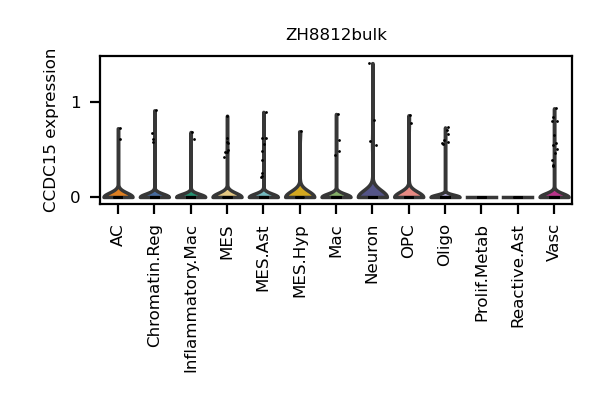 ZH8812bulk
CCDC15 expression
1
0
AC
Chromatin.Reg
Inflammatory.Mac
MES
MES.Ast
MES.Hyp
Mac
Neuron
OPC
Oligo
Prolif.Metab
Reactive.Ast
Vasc